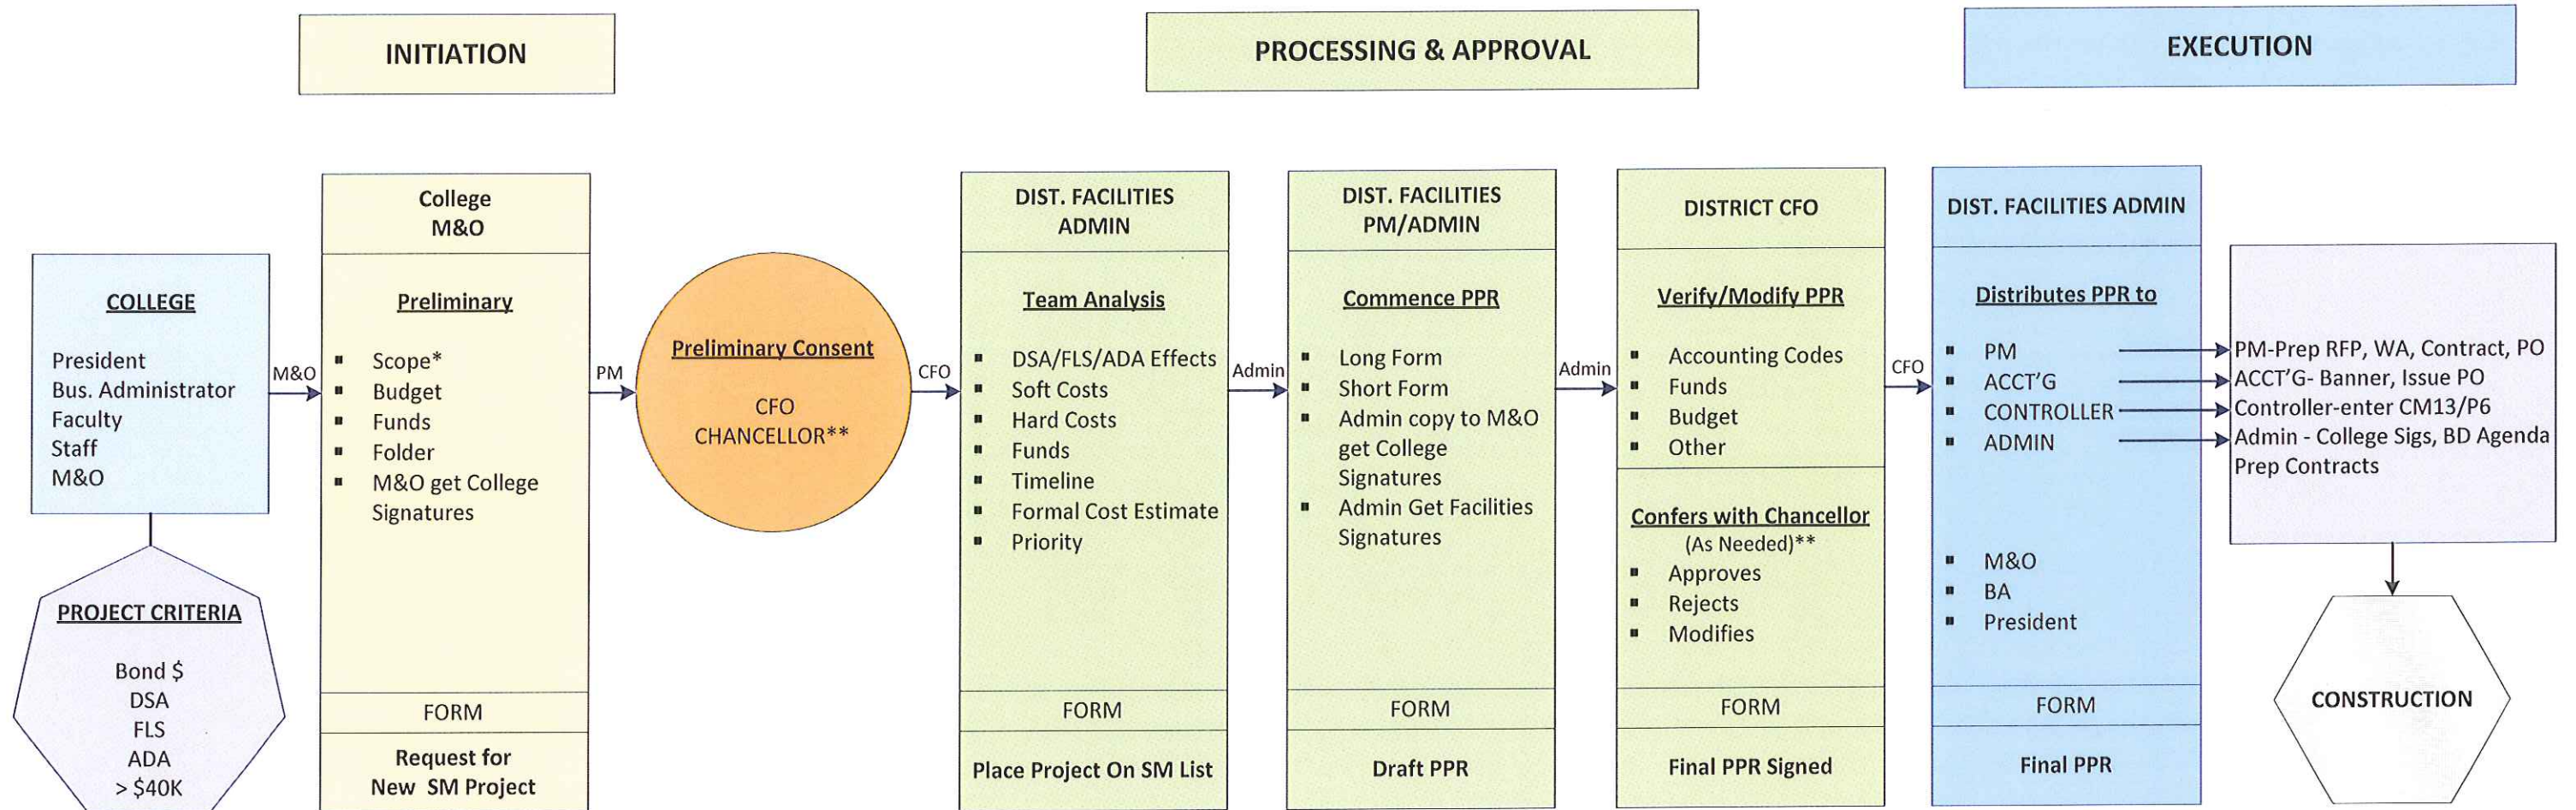 INITIATION
PROCESSING & APPROVAL
EXECUTION
COLLEGE
President
Bus. Administrator
Faculty
Staff
M&O
PROJECT CRITERIA
Bond $
DSA
FLS
ADA
> $40K
M&O
College
M&O
Preliminary
Scope*
Budget
Funds
Folder
M&O get College
Signatures
FORM
Request for
New SM Project
PM
Preliminary Consent
CFO
CHANCELLOR**
CFO
DIST. FACILITIES
ADMIN
Team Analysis
DSA/FLS/ADA Effects
Soft Costs
Hard Costs
Funds
Timeline
Formal Cost Estimate
Priority
FORM
Place Project On SM List
Admin
DIST. FACILITIES
PM/ADMIN
Commence PPR
Long Form
Short Form
Admin copy to M&O
get College
Signatures
Admin Get Facilities
Signatures
FORM
Draft PPR
Admin
DISTRICT CFO
Verify/Modify PPR
Accounting Codes
Funds
Budget
Other
Confers with Chancellor
(As Needed)**
Approves
Rejects
Modifies
FORM
Final PPR Signed
CFO
DIST. FACILITIES ADMIN
Distributes PPR to
PM
ACCT'G
CONTROLLER
ADMIN
M&O
BA
President
FORM
Final PPR
PM-Prep RFP, WA, Contract, PO
ACCT'G- Banner, Issue PO
Controller-enter CM13/P6
Admin - College Sigs, BD Agenda
Prep Contracts
CONSTRUCTION